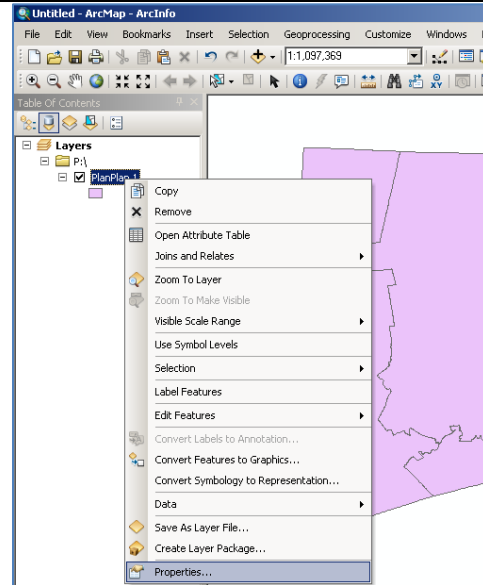 Untitled - ArcMap - ArcInfo
File Edit View Bookmarks Insert Selection Geoprocessing Customize Windows
1:1,097,369
Table Of Contents
Layers
P:\
PlanPlan 1
Copy
Remove
Open Attribute Table
Joins and Relates
Zoom To Layer
Zoom To Make Visible
Visible Scale Range
Use Symbol Levels
Selection
Label Features
Edit Features
Convert Labels to Annotation...
Convert Features to Graphics...
Convert Symbology to Representation...
Data
Save As Layer File...
Create Layer Package...
Properties...